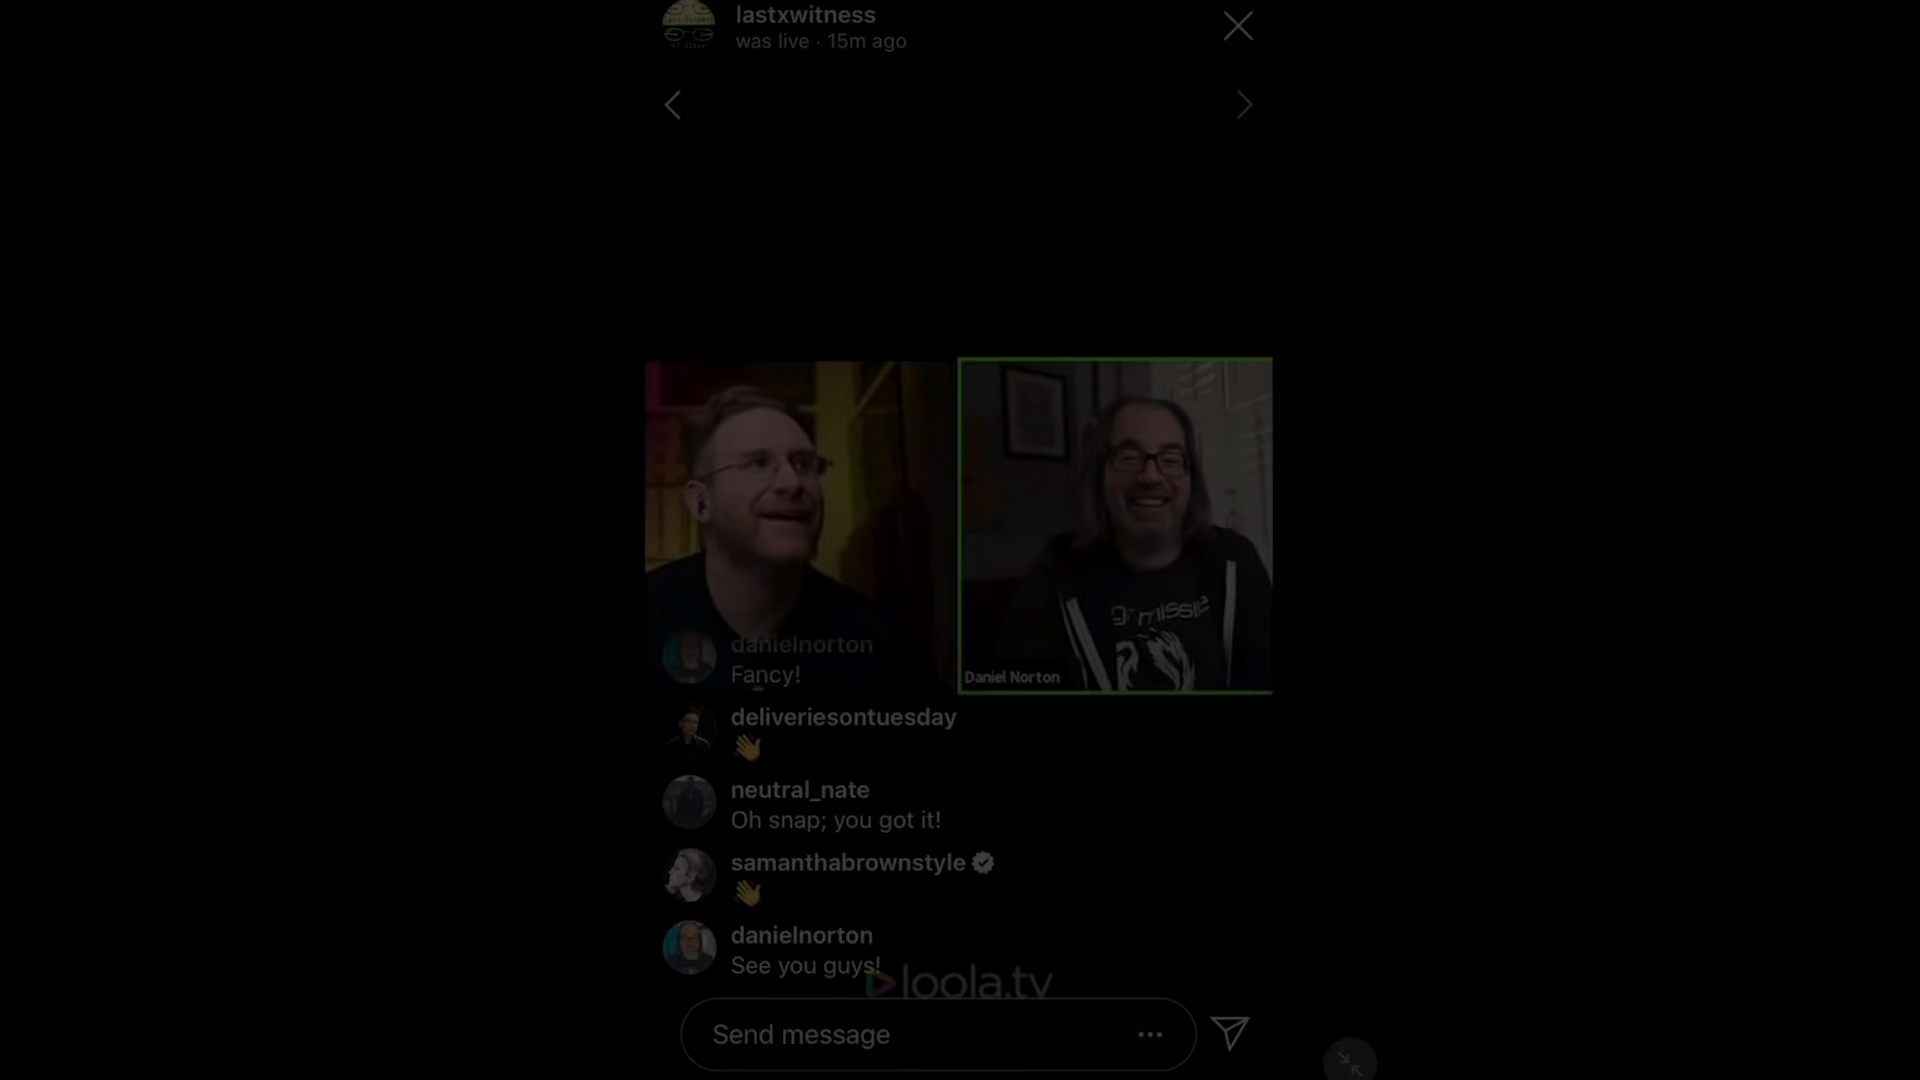 lastxwitness
was live · 15m ago
Daniel Norton
danielnorton
Fancy!
deliveriesontuesday
👋
neutral_nate
Oh snap; you got it!
samanthabrownstyle
👋
danielnorton
See you guys!
loola.tv
Send message